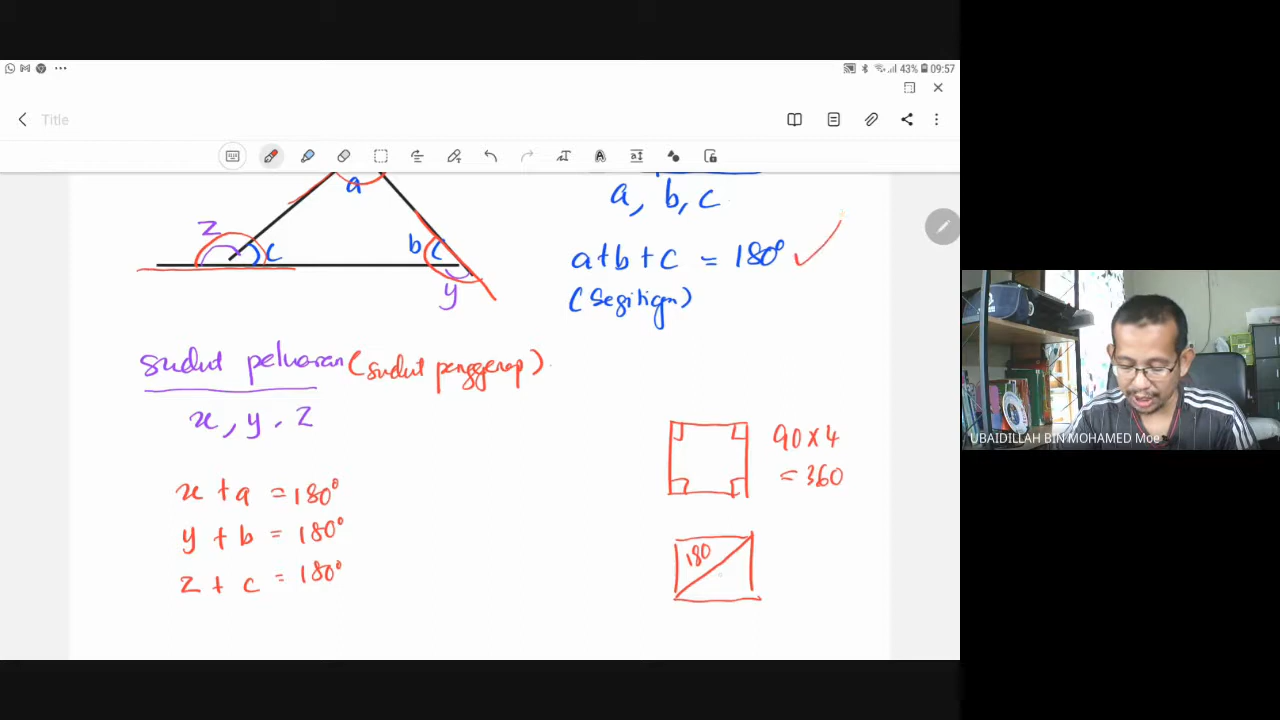 43% 09:57
Title
a
a, b, c
z
c
b
y
a+b+c = 180°
(Segitiga)
sudut peluaran (sudut penggenap)
x, y, z
90 x 4
= 360
x + a = 180°
y + b = 180°
z + c = 180°
180
UBAIDILLAH BIN MOHAMED Moe